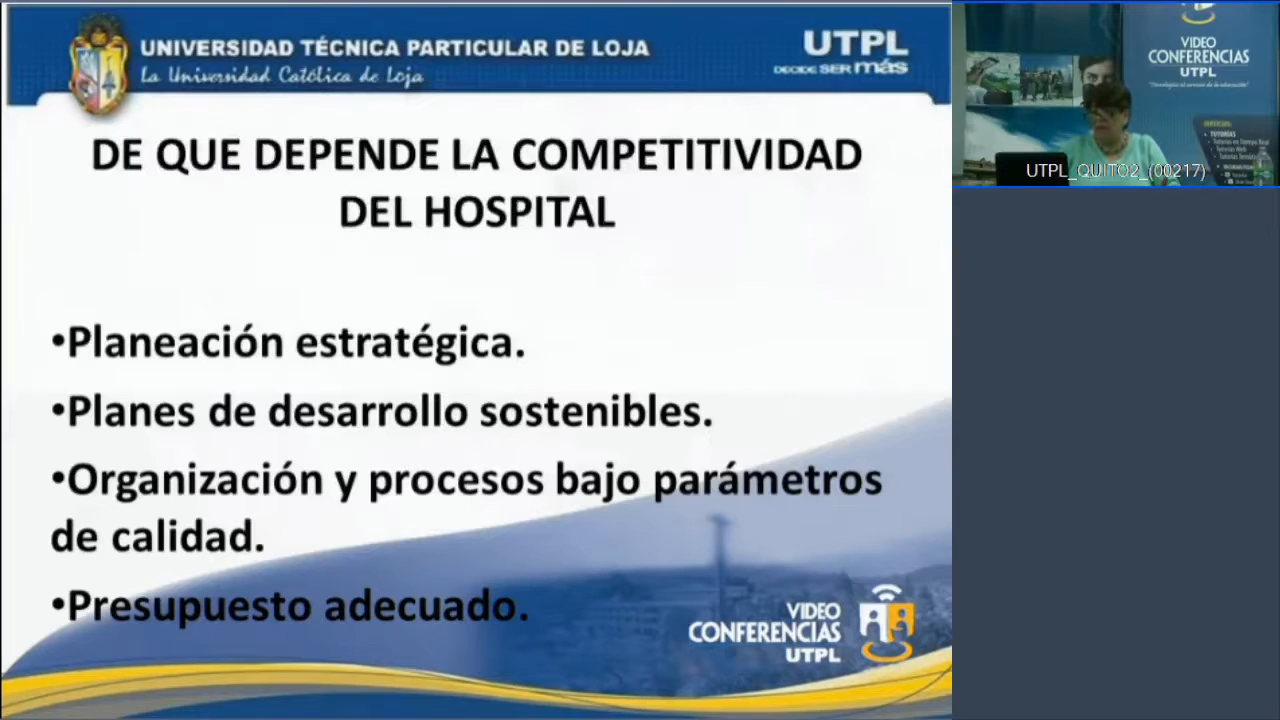 UNIVERSIDAD TÉCNICA PARTICULAR DE LOJA
La Universidad Católica de Loja
UTPL
DECIDE SER más
DE QUE DEPENDE LA COMPETITIVIDAD
DEL HOSPITAL
•Planeación estratégica.
•Planes de desarrollo sostenibles.
•Organización y procesos bajo parámetros
de calidad.
•Presupuesto adecuado.
VIDEO
CONFERENCIAS
UTPL
VIDEO
CONFERENCIAS
UTPL
TUTORÍAS
UTPL_QUITO2_(00217)